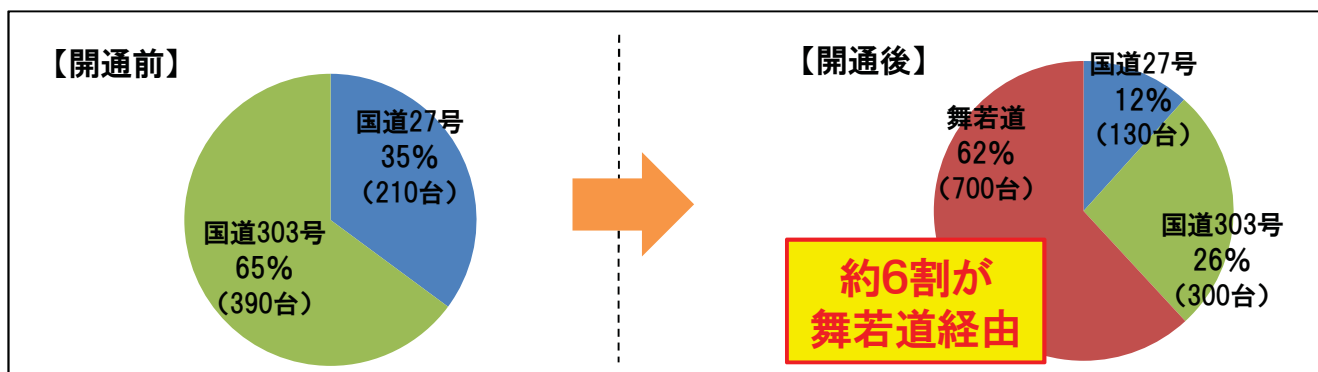 【開通前】
国道27号
35%
（210台）
国道303号
65%
（390台）
【開通後】
国道27号
12%
（130台）
舞若道
62%
（700台）
国道303号
26%
（300台）
約6割が
舞若道経由